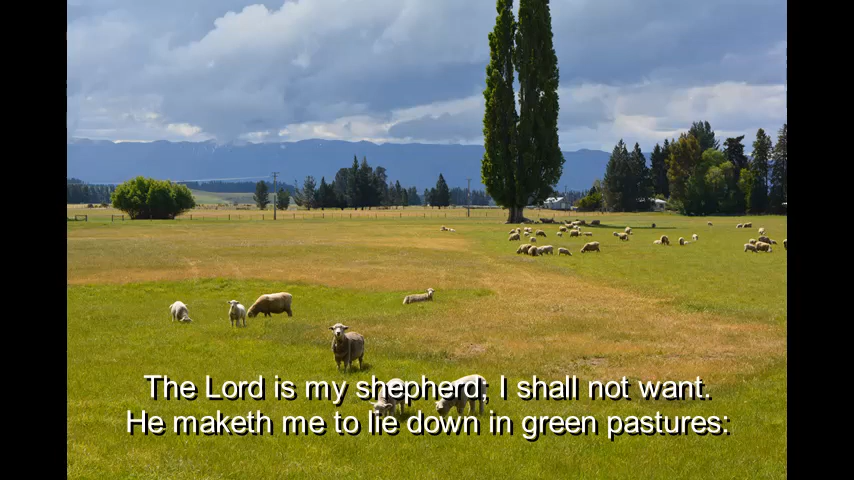 The Lord is my shepherd; I shall not want.
He maketh me to lie down in green pastures: